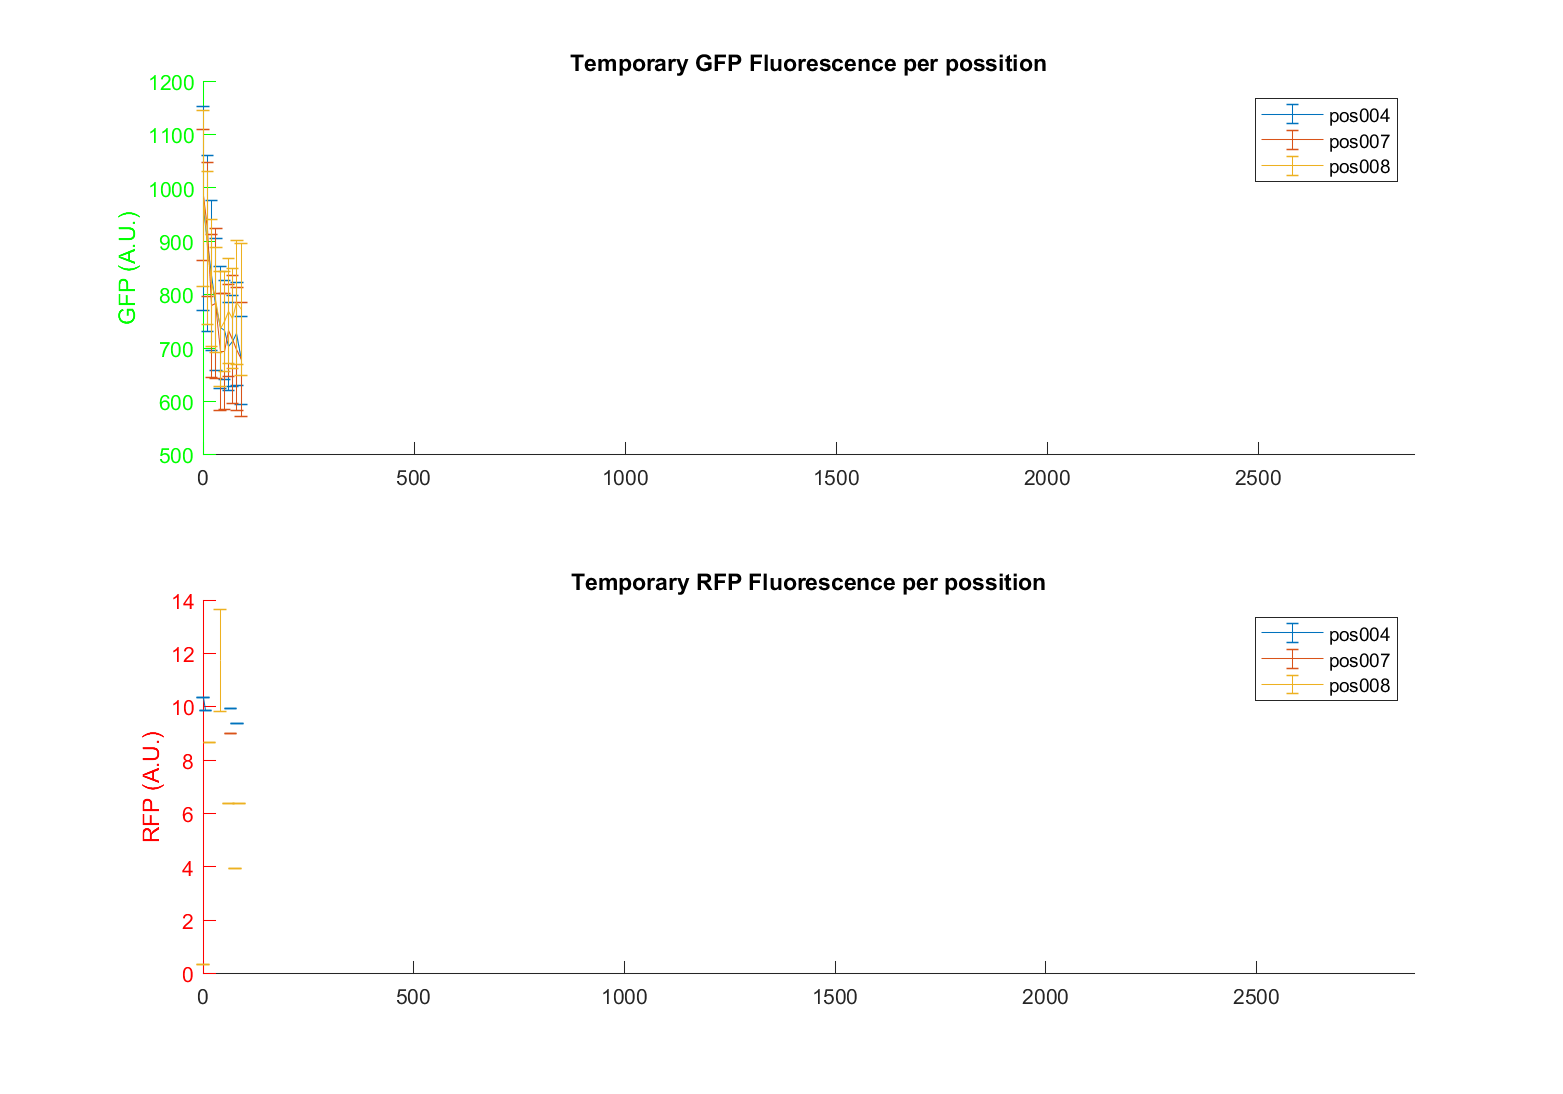 Temporary GFP Fluorescence per possition
1200
1100
1000
900
800
700
600
500
GFP (A.U.)
pos004
pos007
pos008
0 500 1000 1500 2000 2500
Temporary RFP Fluorescence per possition
14
12
10
8
6
4
2
0
RFP (A.U.)
pos004
pos007
pos008
0 500 1000 1500 2000 2500